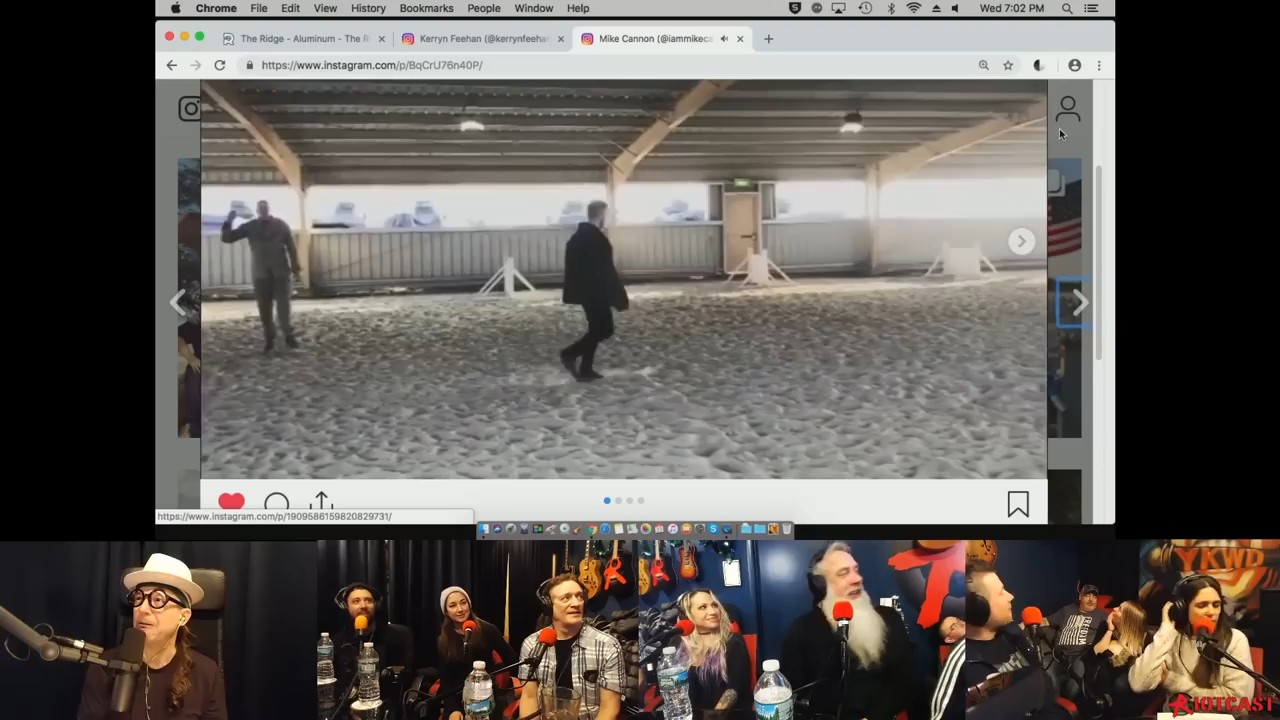 Chrome File Edit View History Bookmarks People Window Help
Wed 7:02 PM
The Ridge - Aluminum - The R
Kerryn Feehan (@kerrynfeehan
Mike Cannon (@iammikeca
https://www.instagram.com/p/BqCrU76n40P/
https://www.instagram.com/p/1909586159820829731/
YKWD
RIOTCAST